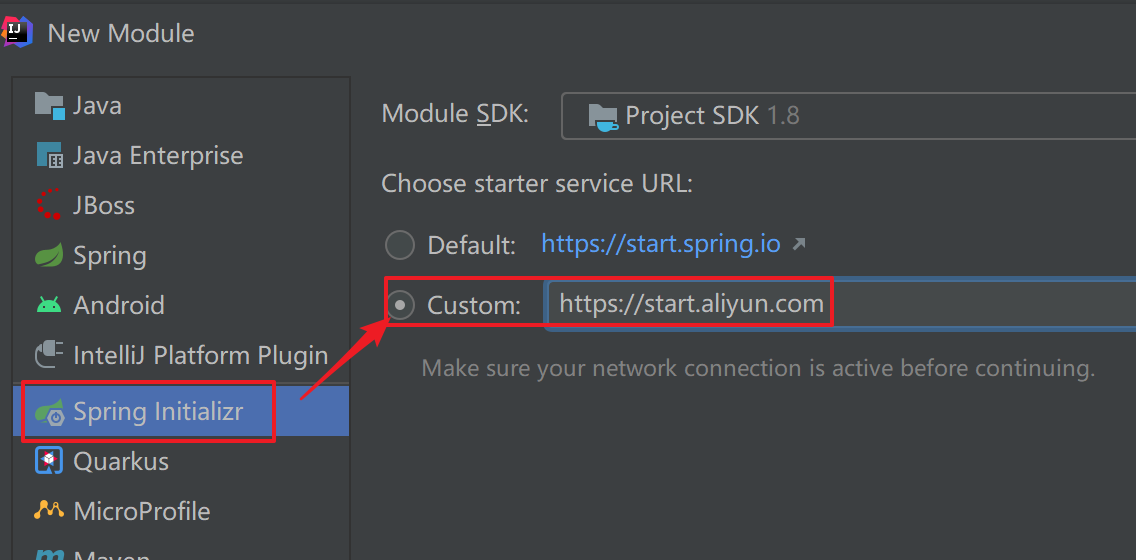 New Module
Java
Java Enterprise
JBoss
Spring
Android
IntelliJ Platform Plugin
Spring Initializr
Quarkus
MicroProfile
Maven
Module SDK:
Project SDK 1.8
Choose starter service URL:
Default: https://start.spring.io
Custom: https://start.aliyun.com
Make sure your network connection is active before continuing.